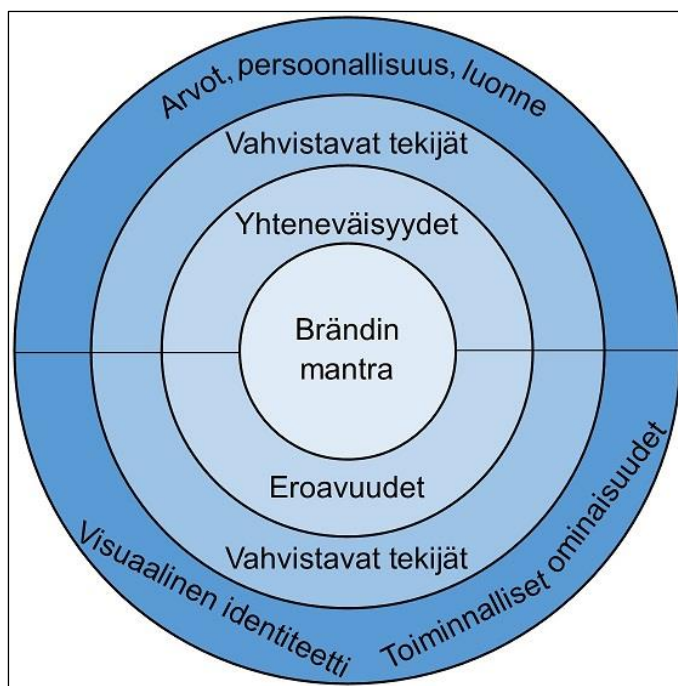 Arvot, persoonallisuus, luonne
Vahvistavat tekijät
Yhteneväisyydet
Brändin
mantra
Eroavuudet
Vahvistavat tekijät
Visuaalinen identiteetti
Toiminnalliset ominaisuudet